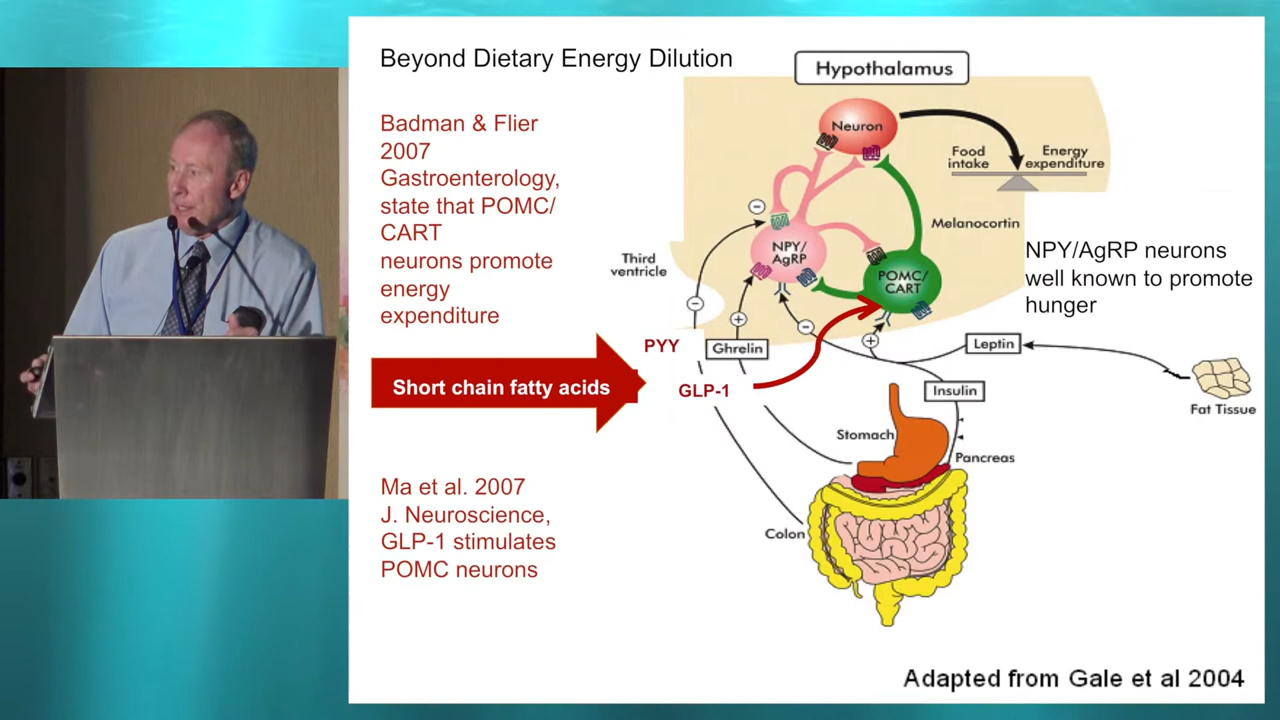 Beyond Dietary Energy Dilution
Badman & Flier
2007
Gastroenterology,
state that POMC/
CART
neurons promote
energy
expenditure
Short chain fatty acids
Ma et al. 2007
J. Neuroscience,
GLP-1 stimulates
POMC neurons
Hypothalamus
Neuron
Food
intake
Energy
expenditure
Melanocortin
NPY/
AgRP
Third
ventricle
POMC/
CART
NPY/AgRP neurons
well known to promote
hunger
PYY
Ghrelin
Leptin
GLP-1
Insulin
Fat Tissue
Stomach
Pancreas
Colon
Adapted from Gale et al 2004